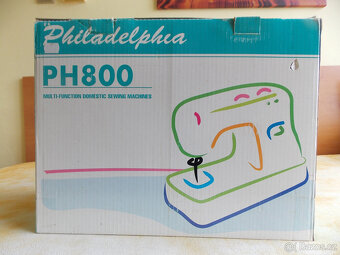 Philadelphia
PH800
MULTI-FUNCTION DOMESTIC SEWING MACHINES